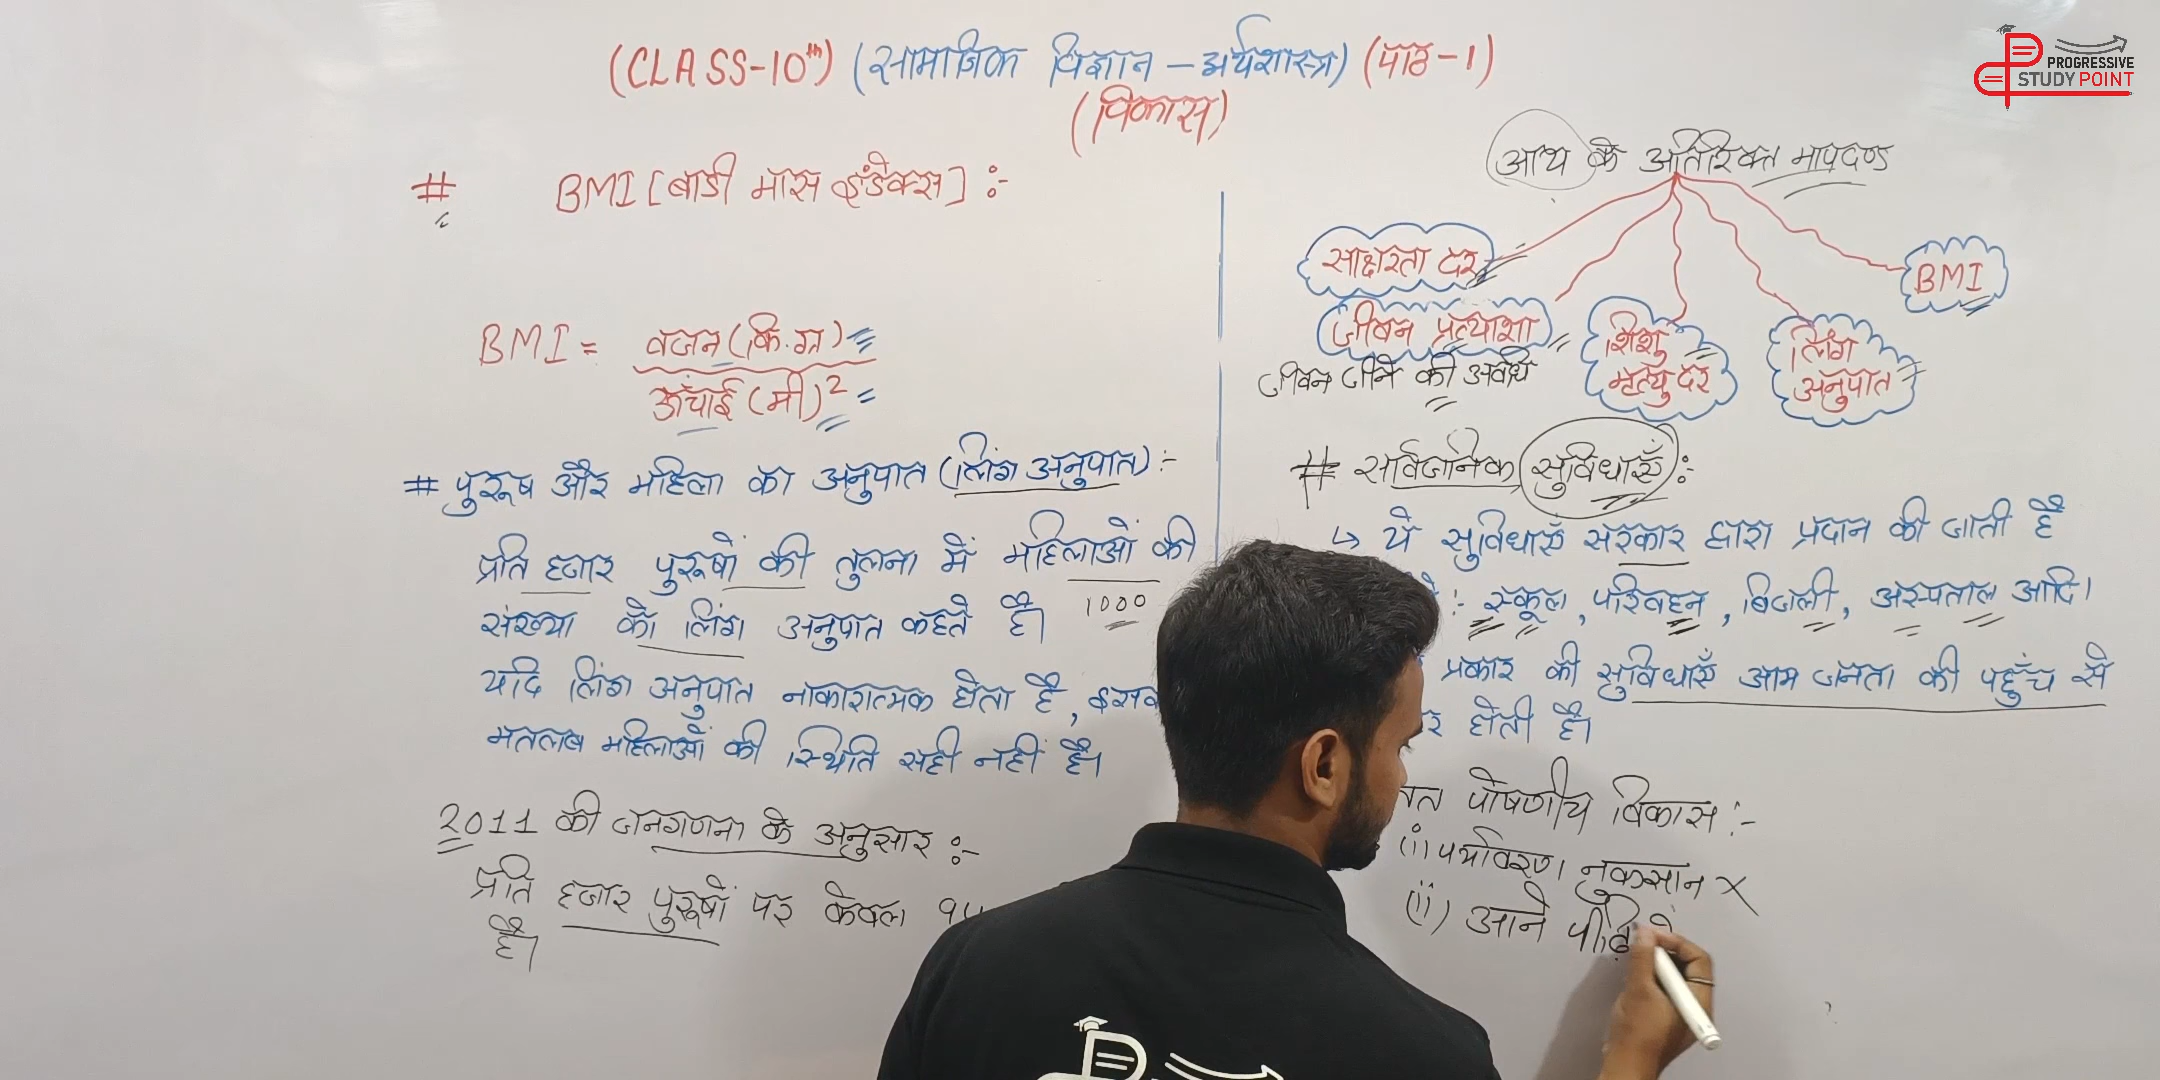 (CLASS-10th) (सामाजिक विज्ञान - अर्थशास्त्र) (पाठ-1)
(विकास)
PROGRESSIVE
STUDY POINT
# BMI [बाडी मास इंडेक्स] :-
BMI = वजन (कि.ग्रा)
ऊँचाई (मी)2
# पुरूष और महिला का अनुपात (लिंग अनुपात) :-
प्रति हजार पुरूषों की तुलना में महिलाओं की
संख्या को लिंग अनुपात कहते है। 1000
यदि लिंग अनुपात नाकारात्मक होता है,
मतलब महिलाओं की स्थिति सही नहीं है।
2011 की जनगणना के अनुसार :-
प्रति हजार पुरूषों पर केवल
है।
आय के अतिरिक्त मापदण्ड
साक्षरता दर
BMI
जीवन प्रत्याशा
जीवन जीने की अवधि
शिशु
मृत्यु दर
लिंग
अनुपात
# सार्वजनिक सुविधाएँ :-
↳ ये सुविधाएँ सरकार द्वारा प्रदान की जाती है
:- स्कूल, परिवहन, बिजली, अस्पताल आदि।
प्रकार की सुविधाएँ आम जनता की पहुँच से
र होती है।
पोषणीय विकास :-
(i) पर्यावरण नुकसान X
(ii) आने